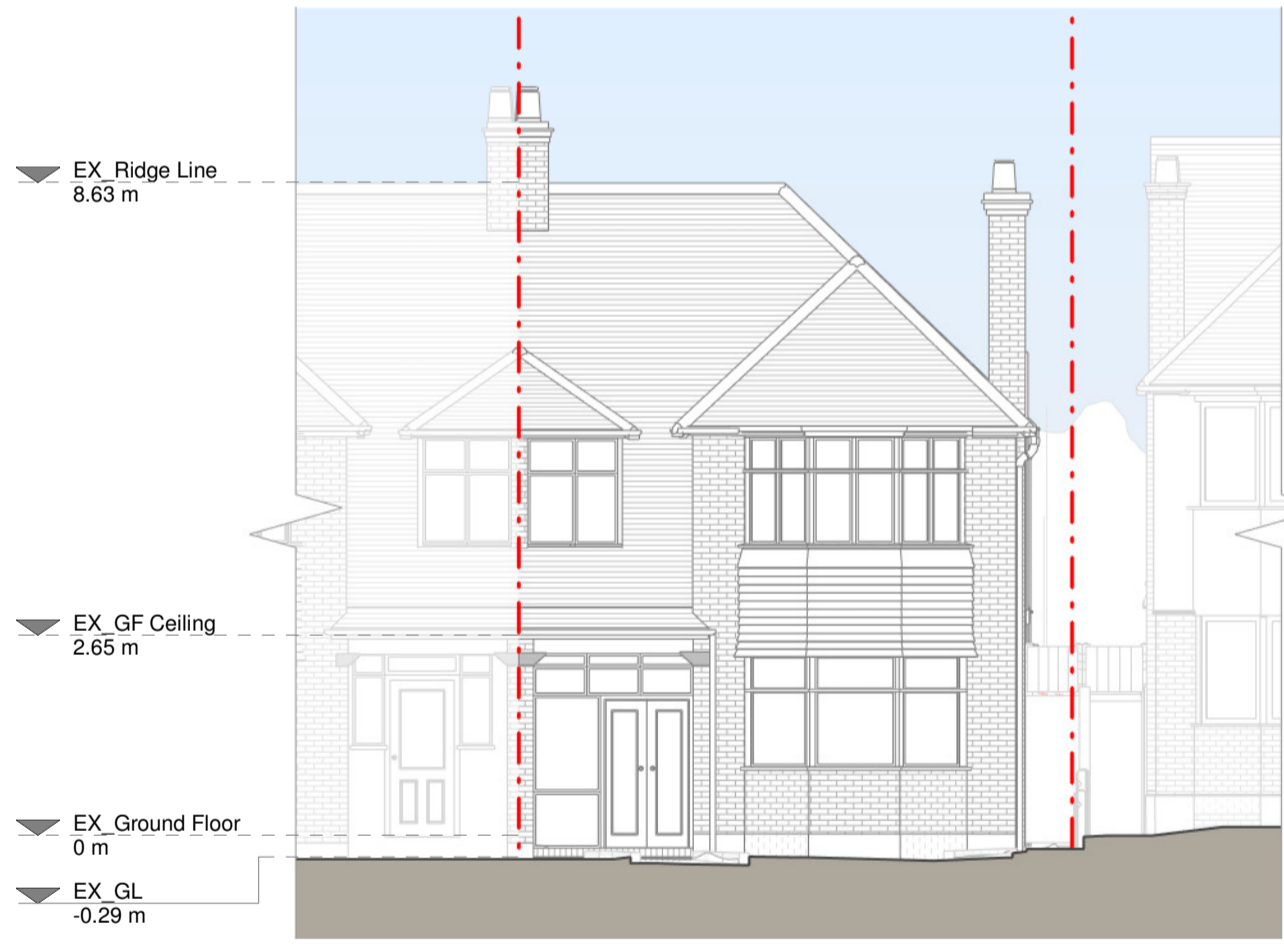 EX_Ridge Line
8.63 m
EX_GF Ceiling
2.65 m
EX_Ground Floor
0 m
EX_GL
-0.29 m